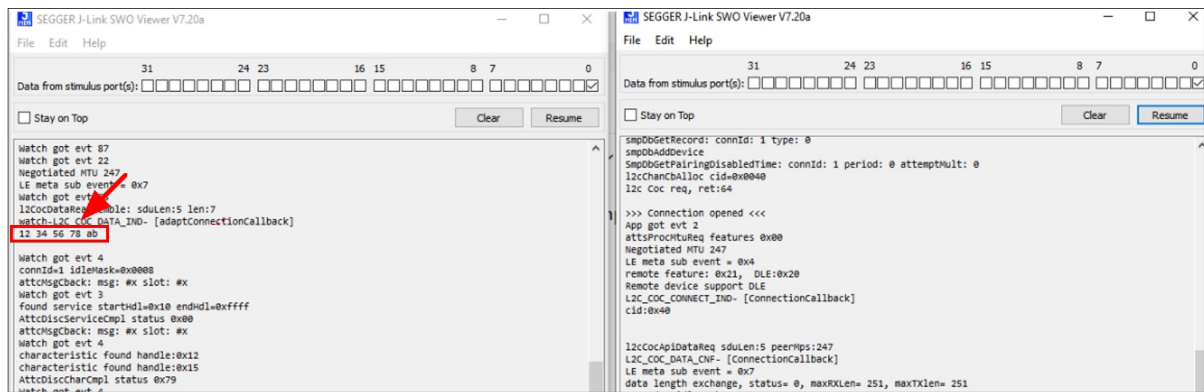 SEGGER J-Link SWO Viewer V7.20a
File Edit Help
31 24 23 16 15 8 7 0
Data from stimulus port(s):
Stay on Top
Clear Resume
Watch got evt 87
Watch got evt 22
Negotiated MTU 247
LE meta sub event = 0x7
Watch got evt
l2CocDataRea emble: sduLen:5 len:7
watch-L2C_COC_DATA_IND- [adaptConnectionCallback]
12 34 56 78 ab
Watch got evt 4
connId=1 idleMask=0x0008
attcMsgCback: msg: #x slot: #x
Watch got evt 3
found service startHdl=0x10 endHdl=0xffff
AttcDiscServiceCmpl status 0x00
attcMsgCback: msg: #x slot: #x
Watch got evt 4
characteristic found handle:0x12
characteristic found handle:0x15
AttcDiscCharCmpl status 0x79
Watch got evt 4
SEGGER J-Link SWO Viewer V7.20a
File Edit Help
31 24 23 16 15 8 7 0
Data from stimulus port(s):
Stay on Top
Clear Resume
smpDbGetRecord: connId: 1 type: 0
smpDbAddDevice
SmpDbGetPairingDisabledTime: connId: 1 period: 0 attemptMult: 0
l2cChanCbAlloc cid=0x0040
l2c Coc req, ret:64
>>> Connection opened <<<
App got evt 2
attsProcMtuReq features 0x00
Negotiated MTU 247
LE meta sub event = 0x4
remote feature: 0x21, DLE:0x20
Remote device support DLE
L2C_COC_CONNECT_IND- [ConnectionCallback]
cid:0x40
l2cCocApiDataReq sduLen:5 peerMps:247
L2C_COC_DATA_CNF- [ConnectionCallback]
LE meta sub event = 0x7
data length exchange, status= 0, maxRXLen= 251, maxTXlen= 251